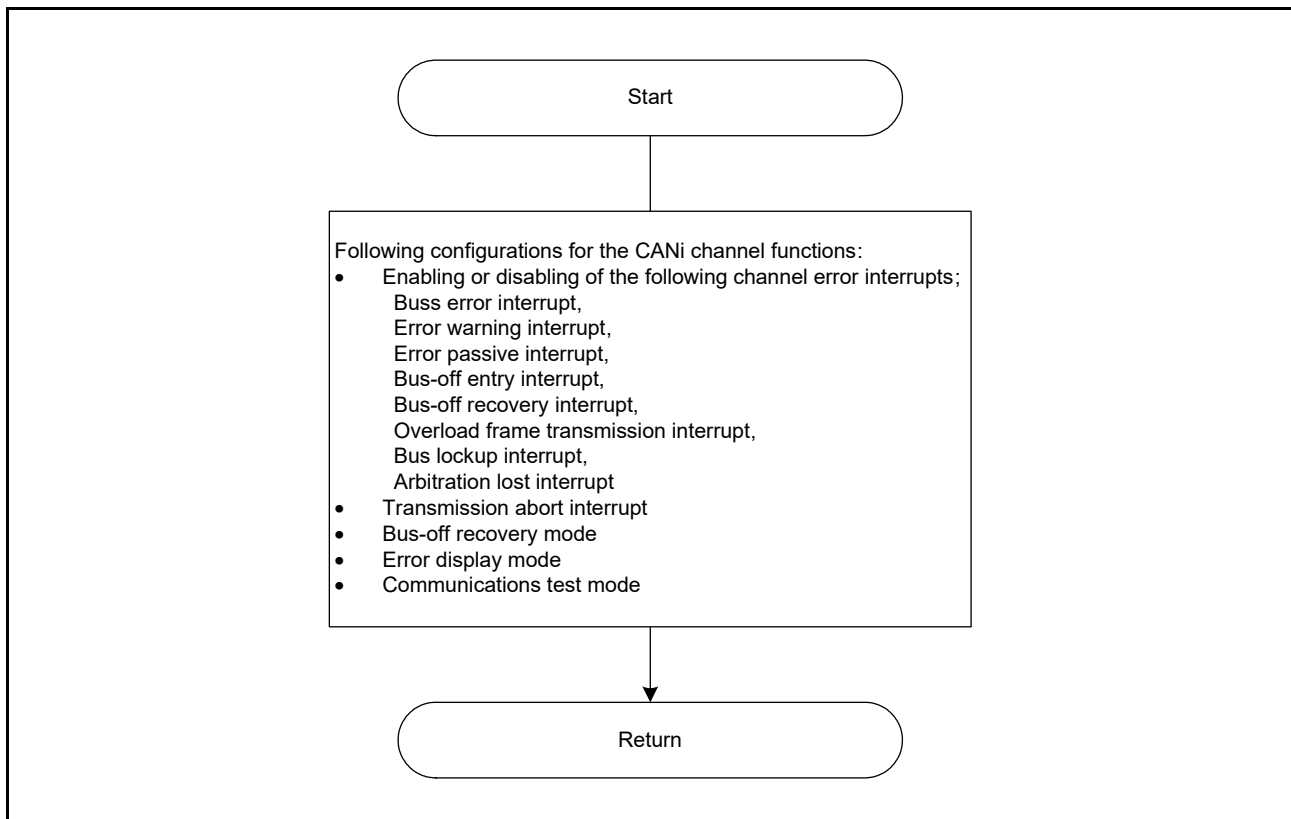 Start
Following configurations for the CANi channel functions:
• Enabling or disabling of the following channel error interrupts;
Buss error interrupt,
Error warning interrupt,
Error passive interrupt,
Bus-off entry interrupt,
Bus-off recovery interrupt,
Overload frame transmission interrupt,
Bus lockup interrupt,
Arbitration lost interrupt
• Transmission abort interrupt
• Bus-off recovery mode
• Error display mode
• Communications test mode
Return